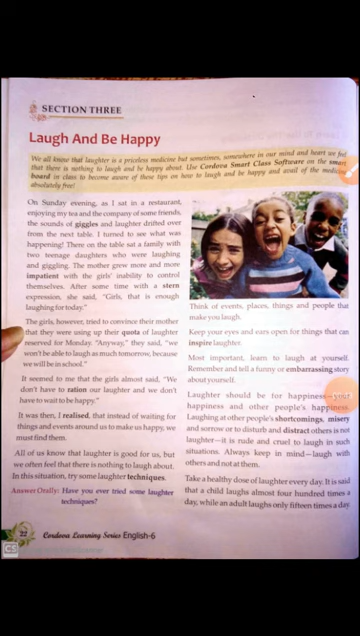 SECTION THREE
Laugh And Be Happy
We all know that laughter is a priceless medicine but sometimes, somewhere in our mind and heart we feel
that there is nothing to laugh and be happy about. Use Cordova Smart Class Software on the smart
board in class to become aware of these tips on how to laugh and be happy and avail of the medicine
absolutely free!
On Sunday evening, as I sat in a restaurant,
enjoying my tea and the company of some friends,
the sounds of giggles and laughter drifted over
from the next table. I turned to see what was
happening! There on the table sat a family with
two teenage daughters who were laughing
and giggling. The mother grew more and more
impatient with the girls' inability to control
themselves. After some time with a stern
expression, she said, "Girls, that is enough
laughing for today."
The girls, however, tried to convince their mother
that they were using up their quota of laughter
reserved for Monday. "Anyway," they said, "we
won't be able to laugh as much tomorrow, because
we will be in school."
It seemed to me that the girls almost said, "We
don't have to ration our laughter and we don't
have to wait to be happy."
It was then, I realised, that instead of waiting
for things and events around us to make us happy, we
must find them.
All of us know that laughter is good for us, but
we often feel that there is nothing to laugh about.
In this situation, try some laughter techniques.
Answer Orally: Have you ever tried some laughter
techniques?
Think of events, places, things and people that
make you laugh.
Keep your eyes and ears open for things that can
inspire laughter.
Most important, learn to laugh at yourself.
Remember and tell a funny or embarrassing story
about yourself.
Laughter should be for happiness—your
happiness and other people's happiness.
Laughing at other people's shortcomings, misery
and sorrow or to disturb and distract others is not
laughter—it is rude and cruel to laugh in such
situations. Always keep in mind—laugh with
others and not at them.
Take a healthy dose of laughter every day. It is said
that a child laughs almost four hundred times a
day, while an adult laughs only fifteen times a day.
22
Cordova Learning Series English-6
CS